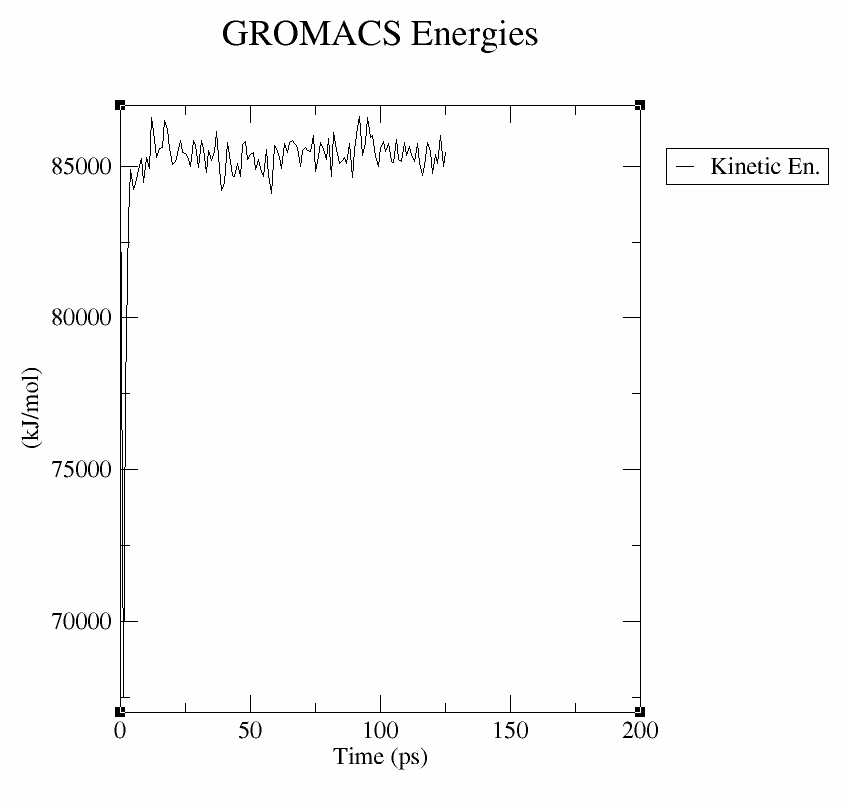 GROMACS Energies
Kinetic En.
85000
80000
75000
70000
(kJ/mol)
0 50 100 150 200
Time (ps)